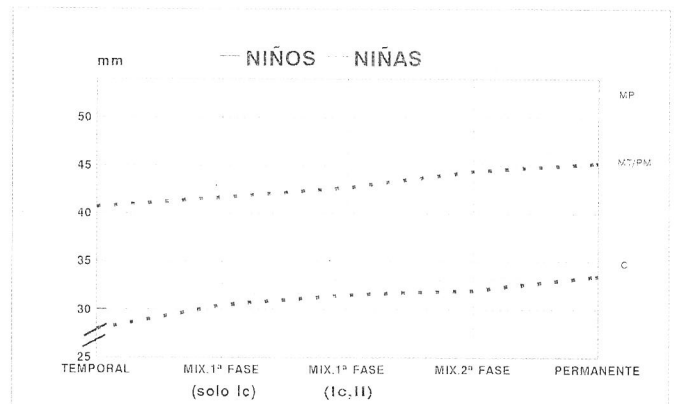 mm
NIÑOS NIÑAS
MP
50
45
MT/PM
40
35
C
30
25
TEMPORAL MIX.1ª FASE MIX.1ª FASE MIX.2ª FASE PERMANENTE
(solo Ic) (Ic,Il)